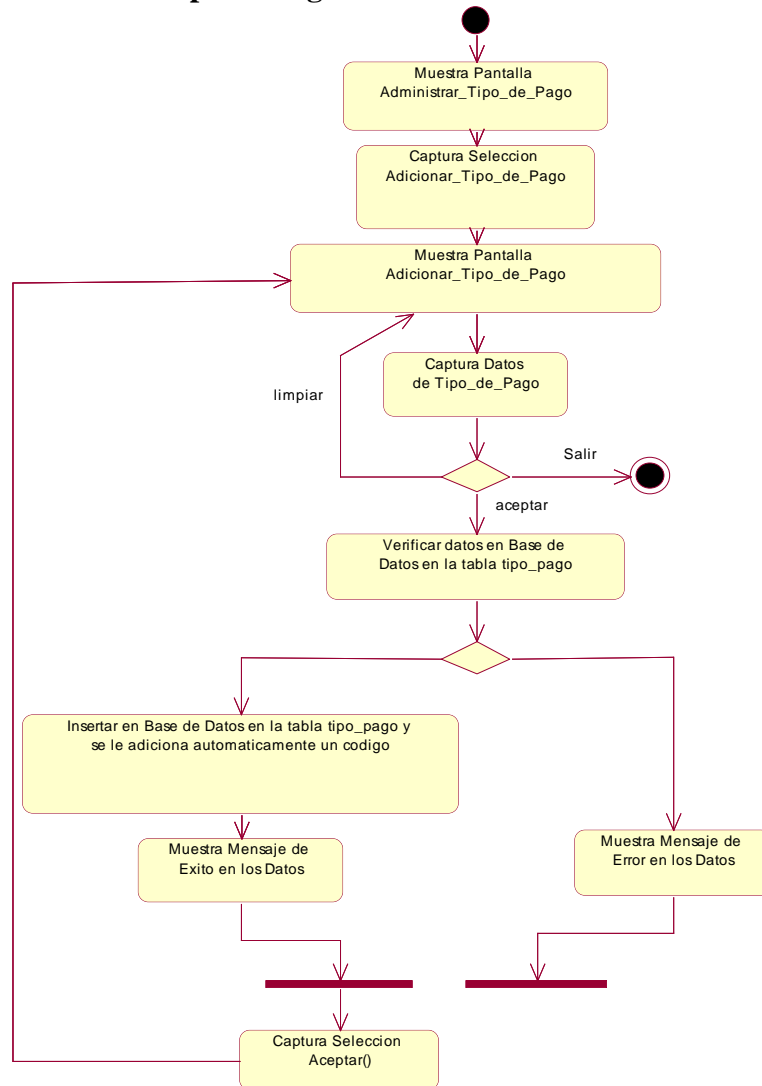 Muestra Pantalla
Administrar_Tipo_de_Pago
Captura Seleccion
Adicionar_Tipo_de_Pago
Muestra Pantalla
Adicionar_Tipo_de_Pago
Captura Datos
de Tipo_de_Pago
limpiar
Salir
aceptar
Verificar datos en Base de
Datos en la tabla tipo_pago
Insertar en Base de Datos en la tabla tipo_pago y
se le adiciona automaticamente un codigo
Muestra Mensaje de
Exito en los Datos
Muestra Mensaje de
Error en los Datos
Captura Seleccion
Aceptar()